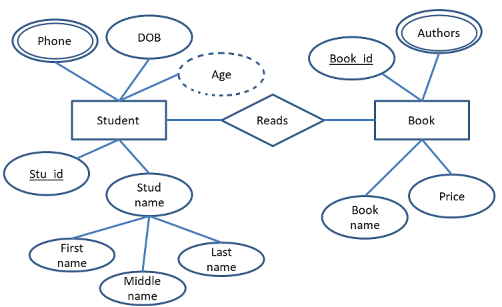 Phone
DOB
Age
Book_id
Authors
Student
Reads
Book
Stu_id
Stud
name
Book
name
Price
First
name
Middle
name
Last
name